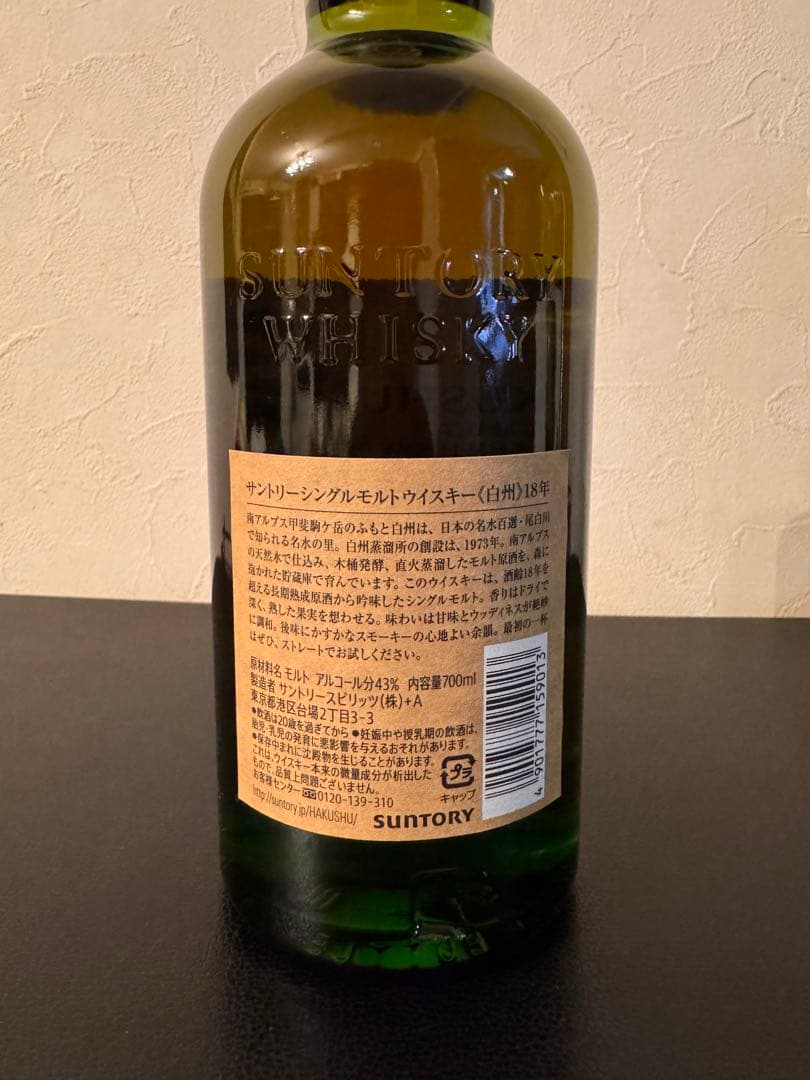 SUNTORY
WHISKY
サントリーシングルモルトウイスキー《白州》18年
南アルプス甲斐駒ケ岳のふもと白州は、日本の名水百選・尾白川
で知られる名水の里。白州蒸溜所の創設は、1973年。南アルプス
の天然水で仕込み、木桶発酵、直火蒸溜したモルト原酒を、森に
抱かれた貯蔵庫で育んでいます。このウイスキーは、酒齢18年を
超える長期熟成原酒から吟味したシングルモルト。香りはドライで
深く、熟した果実を想わせる。味わいは甘味とウッディネスが絶妙
に調和。後味にかすかなスモーキーの心地よい余韻。最初の一杯
はぜひ、ストレートでお試しください。
原材料名 モルト アルコール分43% 内容量700ml
製造者 サントリースピリッツ(株)+A
東京都港区台場2丁目3-3
●飲酒は20歳を過ぎてから ●妊娠中や授乳期の飲酒は、
胎児・乳児の発育に悪影響を与えるおそれがあります。
●保存中まれに沈殿物を生じることがあります。
これは、ウイスキー本来の微量成分が析出した
もので、品質上問題ございません。
お客様センター 0120-139-310
http://suntory.jp/HAKUSHU/
プラ
キャップ
SUNTORY
4 901777 159013